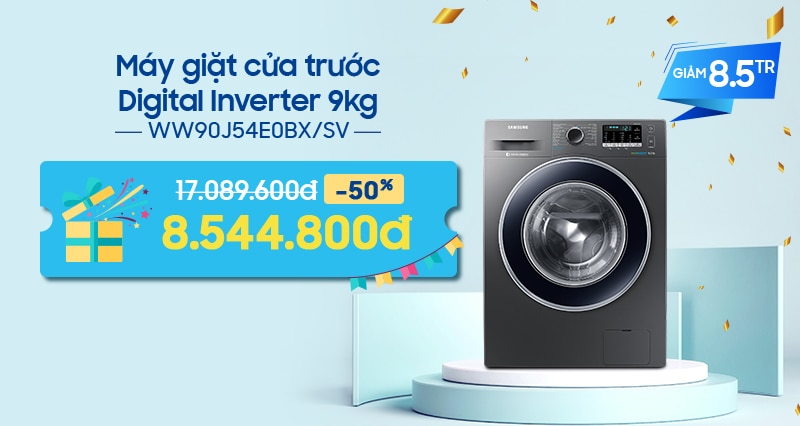 Máy giặt cửa trước
Digital Inverter 9kg
WW90J54E0BX/SV
17.089.600đ -50%
8.544.800đ
GIẢM 8.5TR
SAMSUNG